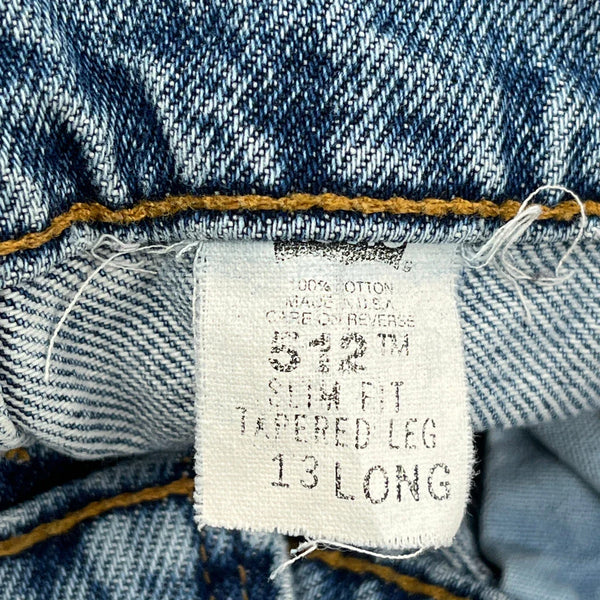 100% COTTON
MADE IN U.S.A.
CARE ON REVERSE
512™
SLIM FIT
TAPERED LEG
13 LONG